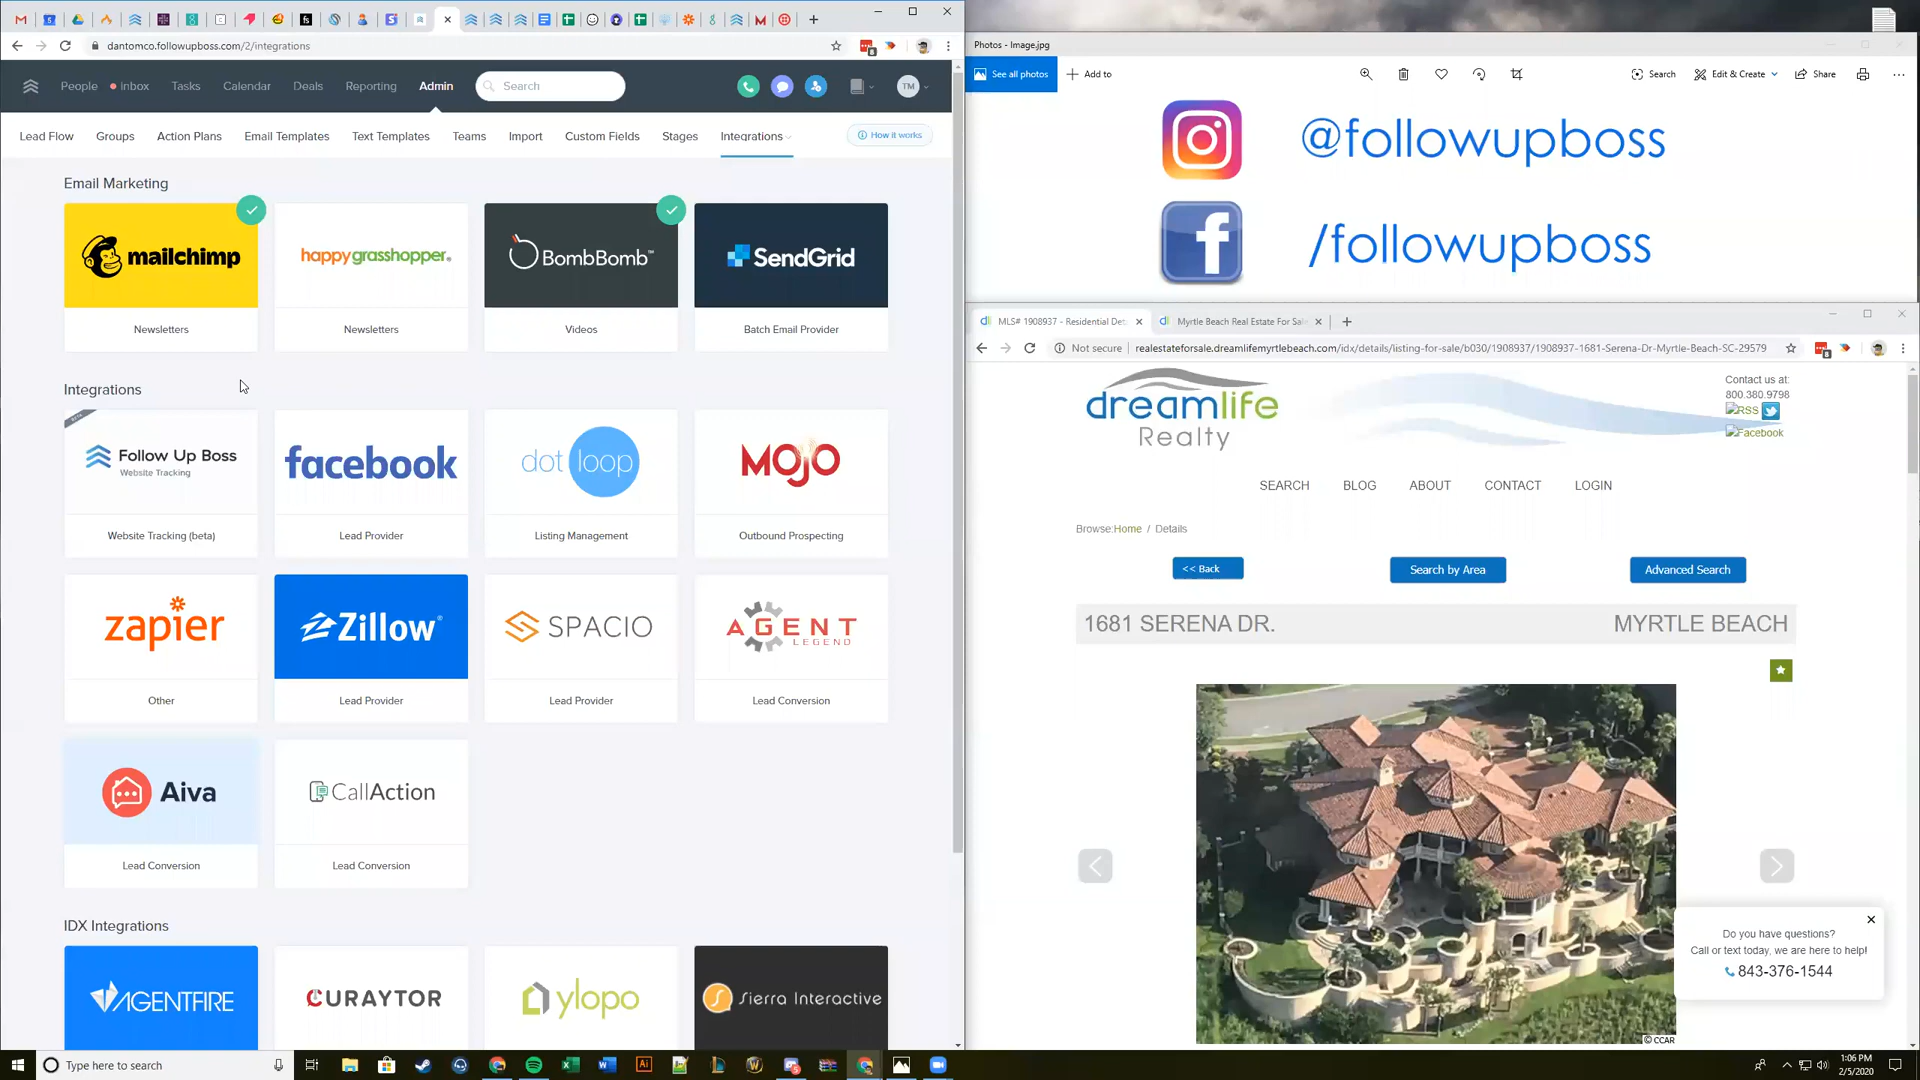 dantomco.followupboss.com/2/integrations
People
Inbox
Tasks
Calendar
Deals
Reporting
Admin
Search
TM
Lead Flow
Groups
Action Plans
Email Templates
Text Templates
Teams
Import
Custom Fields
Stages
Integrations
How it works
Email Marketing
mailchimp
Newsletters
happygrasshopper.
Newsletters
BombBomb™
Videos
SendGrid
Batch Email Provider
Integrations
BETA
Follow Up Boss
Website Tracking
Website Tracking (beta)
facebook
Lead Provider
dot loop
Listing Management
MOJO
Outbound Prospecting
zapier
Other
Zillow®
Lead Provider
SPACIO
Lead Provider
AGENT
LEGEND
Lead Conversion
Aiva
Lead Conversion
CallAction
Lead Conversion
IDX Integrations
AGENTFIRE
CURAYTOR
ylopo
Sierra Interactive
Photos - Image.jpg
See all photos
Add to
Search
Edit & Create
Share
@followupboss
/followupboss
MLS# 1908937 - Residential Det
Myrtle Beach Real Estate For Sal
Not secure
realestateforsale.dreamlifemyrtlebeach.com/idx/details/listing-for-sale/b030/1908937/1908937-1681-Serena-Dr-Myrtle-Beach-SC-29579
dreamlife
Realty
Contact us at:
800.380.9798
RSS
Facebook
SEARCH
BLOG
ABOUT
CONTACT
LOGIN
Browse:Home / Details
<< Back
Search by Area
Advanced Search
1681 SERENA DR.
MYRTLE BEACH
Do you have questions?
Call or text today, we are here to help!
843-376-1544
© CCAR
Type here to search
1:06 PM
2/5/2020